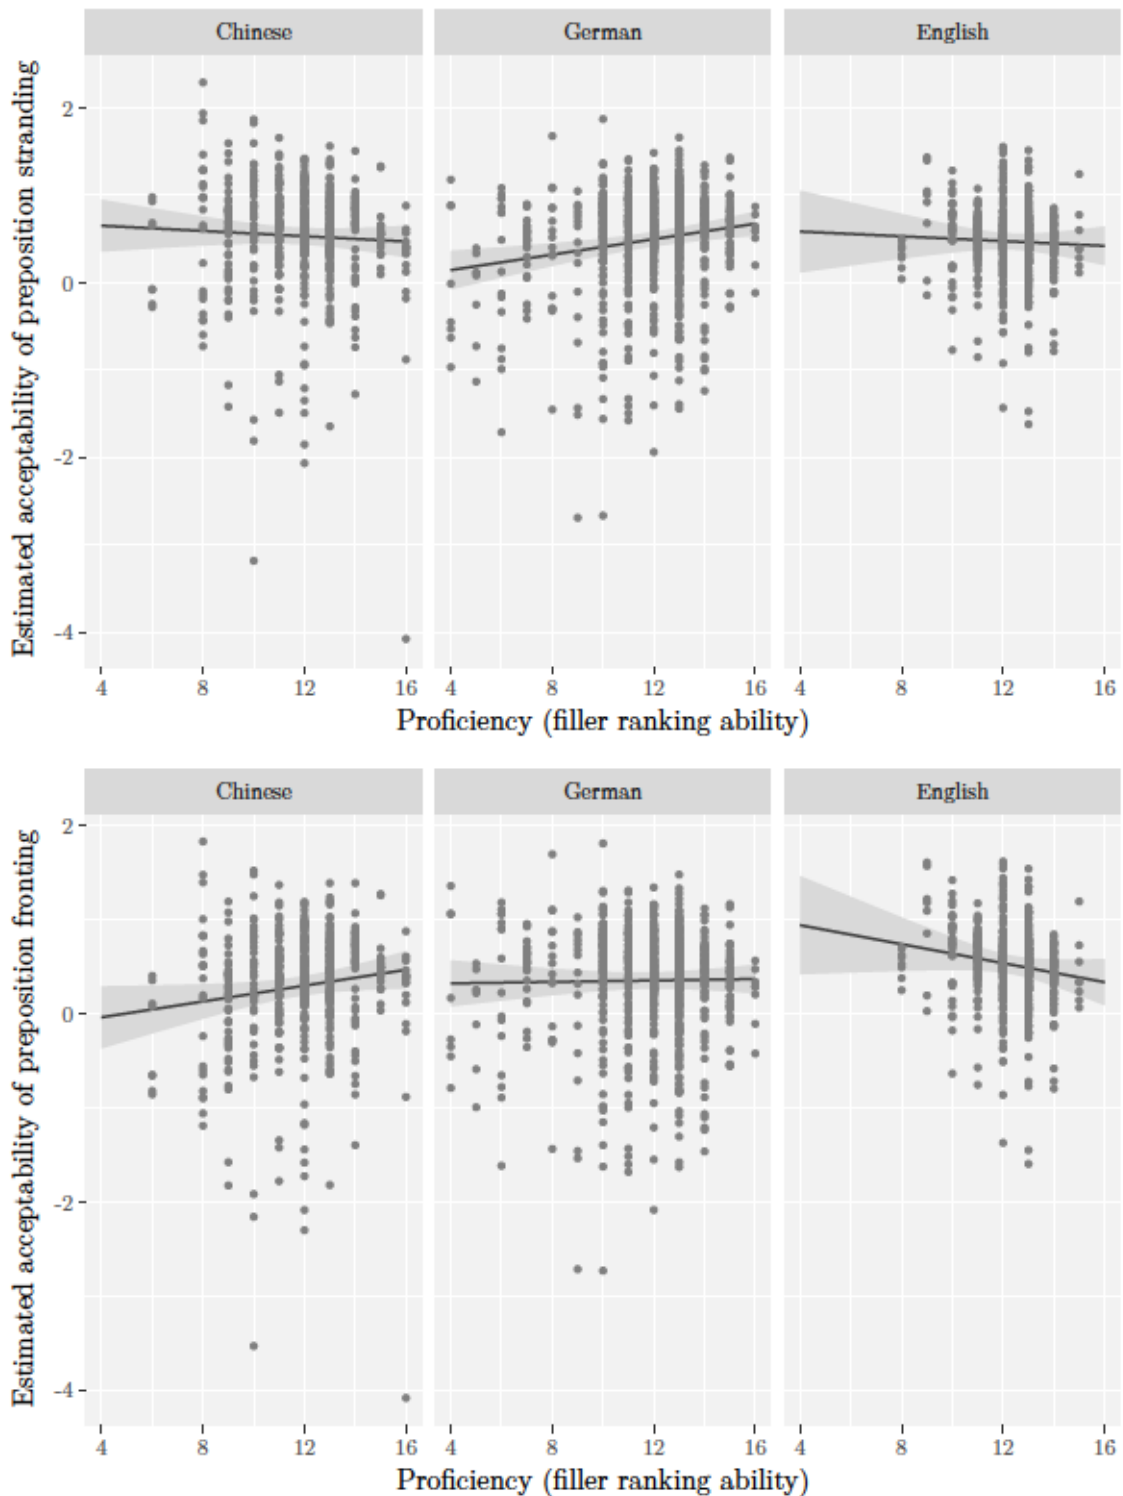 Chinese German English
Estimated acceptability of preposition stranding
2
0
-2
-4
4 8 12 16 4 8 12 16 4 8 12 16
Proficiency (filler ranking ability)
Chinese German English
Estimated acceptability of preposition fronting
2
0
-2
-4
4 8 12 16 4 8 12 16 4 8 12 16
Proficiency (filler ranking ability)